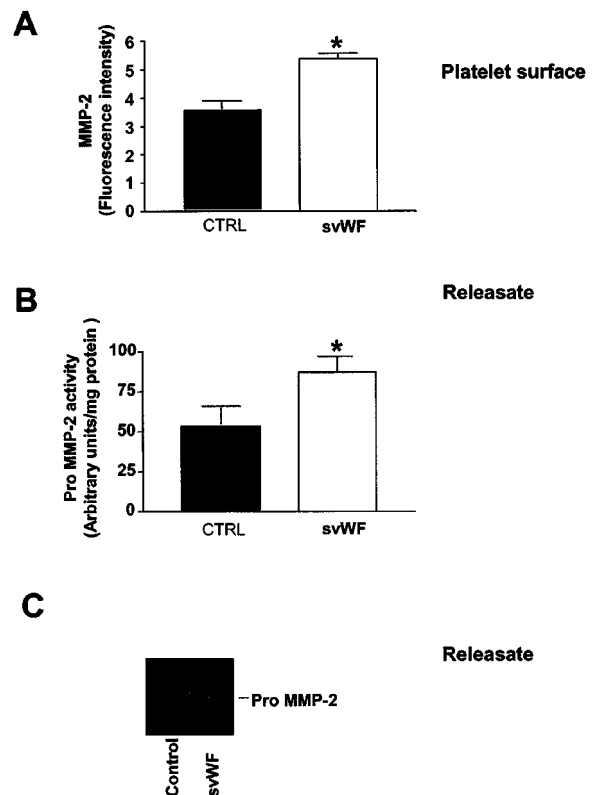 A
*
Platelet surface
MMP-2
(Fluorescence intensity)
6
5
4
3
2
1
0
CTRL
svWF
B
Releasate
*
Pro MMP-2 activity
(Arbitrary units/mg protein )
100
75
50
25
0
CTRL
svWF
C
Releasate
Pro MMP-2
Control
svWF